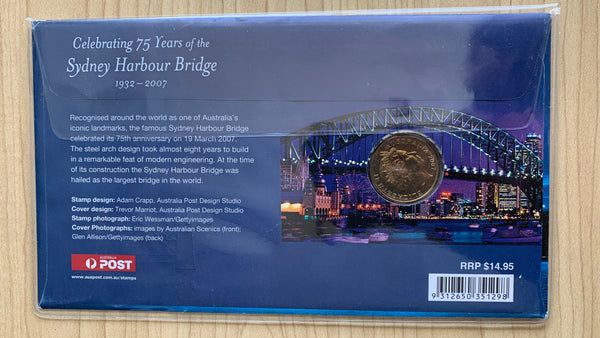 Celebrating 75 Years of the
Sydney Harbour Bridge
1932 – 2007
Recognised around the world as one of Australia's
iconic landmarks, the famous Sydney Harbour Bridge
celebrated its 75th anniversary on 19 March 2007.
The steel arch design took almost eight years to build
in a remarkable feat of modern engineering. At the time
of its construction the Sydney Harbour Bridge was
hailed as the largest bridge in the world.
Stamp design: Adam Crapp, Australia Post Design Studio
Cover design: Trevor Marriot, Australia Post Design Studio
Stamp photograph: Eric Wessman/Gettyimages
Cover Photographs: images by Australian Scenics (front);
Glen Allison/Gettyimages (back)
AUSTRALIA
POST
www.auspost.com.au/stamps
RRP $14.95
9 312650 351298